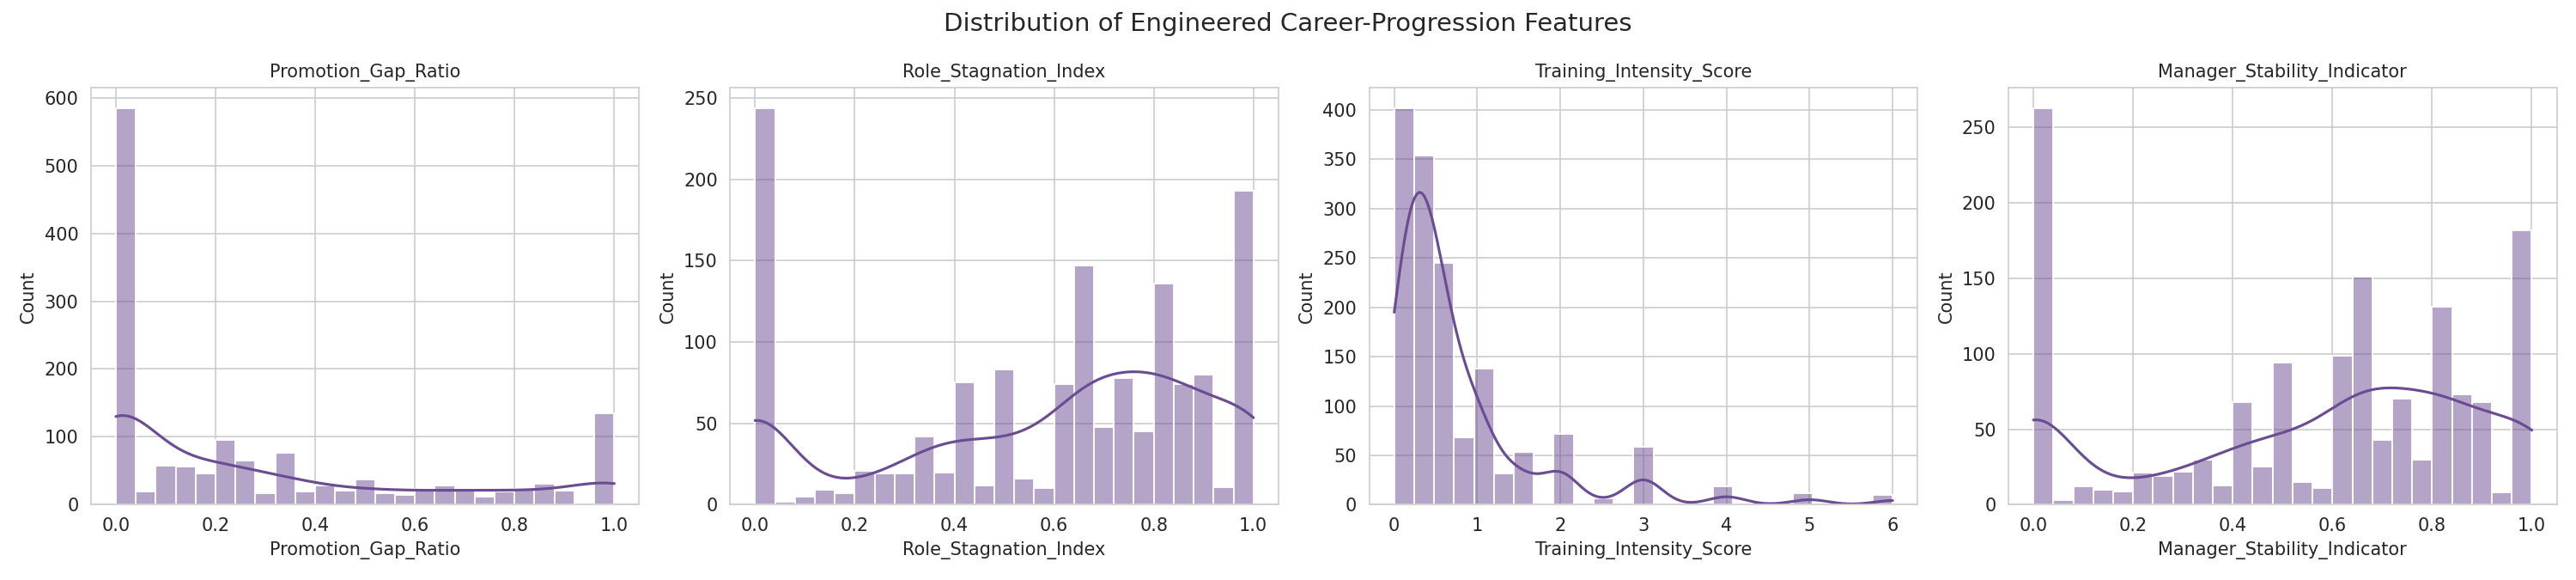 Distribution of Engineered Career-Progression Features
Promotion_Gap_Ratio
600
500
400
300
200
100
0
Count
0.0 0.2 0.4 0.6 0.8 1.0
Promotion_Gap_Ratio
Role_Stagnation_Index
250
200
150
100
50
0
Count
0.0 0.2 0.4 0.6 0.8 1.0
Role_Stagnation_Index
Training_Intensity_Score
400
350
300
250
200
150
100
50
0
Count
0 1 2 3 4 5 6
Training_Intensity_Score
Manager_Stability_Indicator
250
200
150
100
50
0
Count
0.0 0.2 0.4 0.6 0.8 1.0
Manager_Stability_Indicator